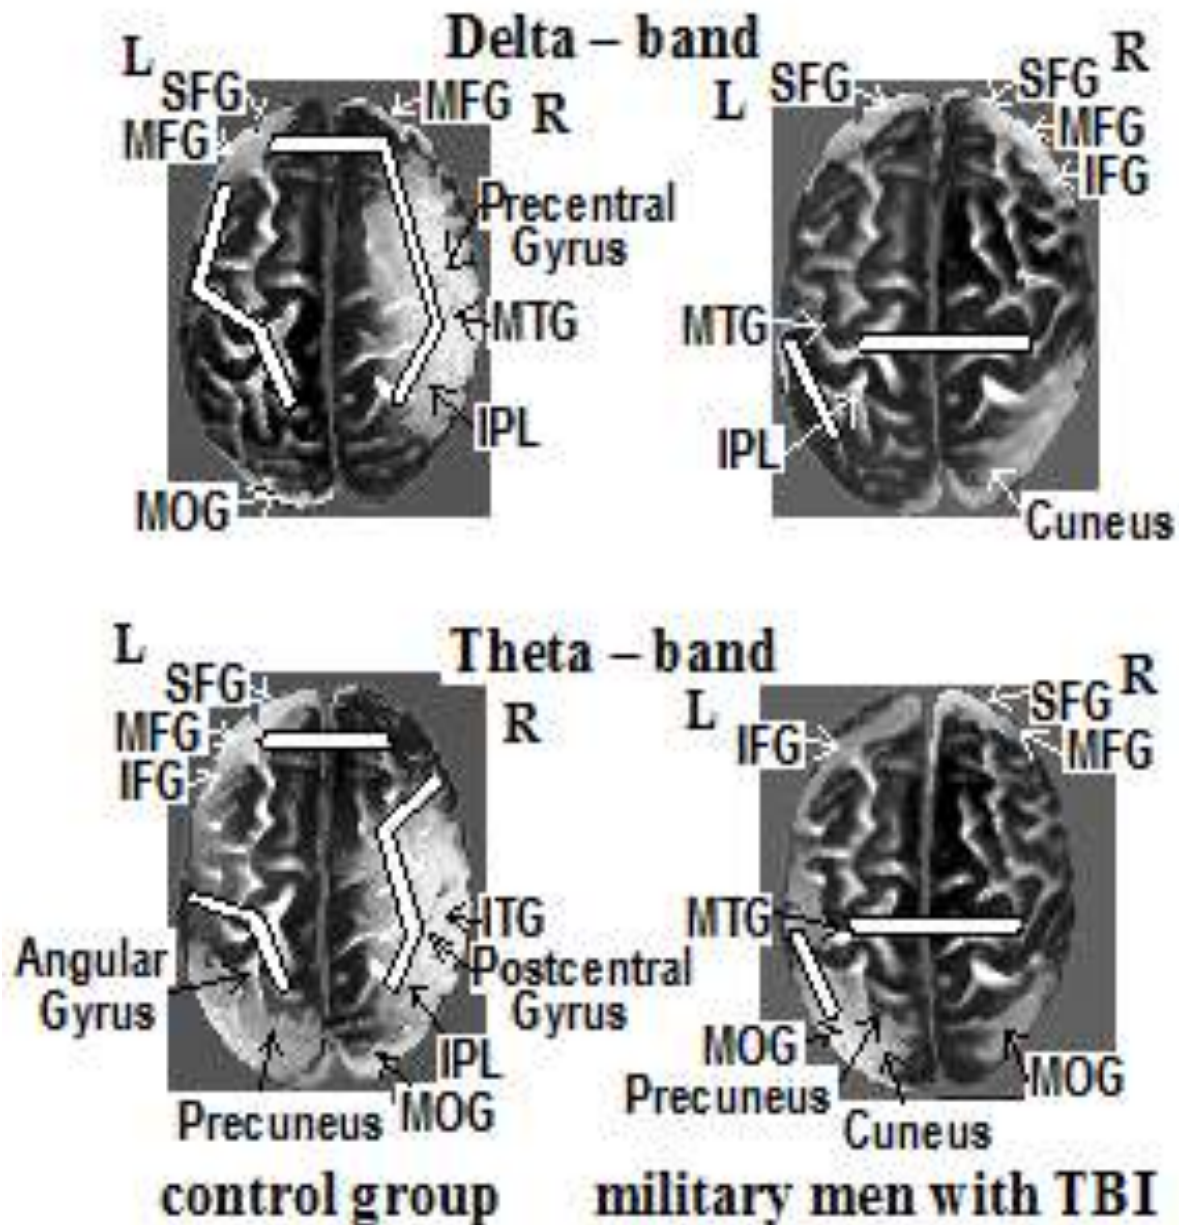 Delta – band
L
SFG
MFG
MFG
R
Precentral
Gyrus
MTG
IPL
MOG
L
SFG
SFG
R
MFG
IFG
MTG
IPL
Cuneus
Theta – band
L
SFG
MFG
IFG
R
Angular
Gyrus
ITG
Postcentral
Gyrus
IPL
MOG
Precuneus
L
IFG
SFG
R
MFG
MTG
MOG
Precuneus
Cuneus
MOG
control group
military men with TBI